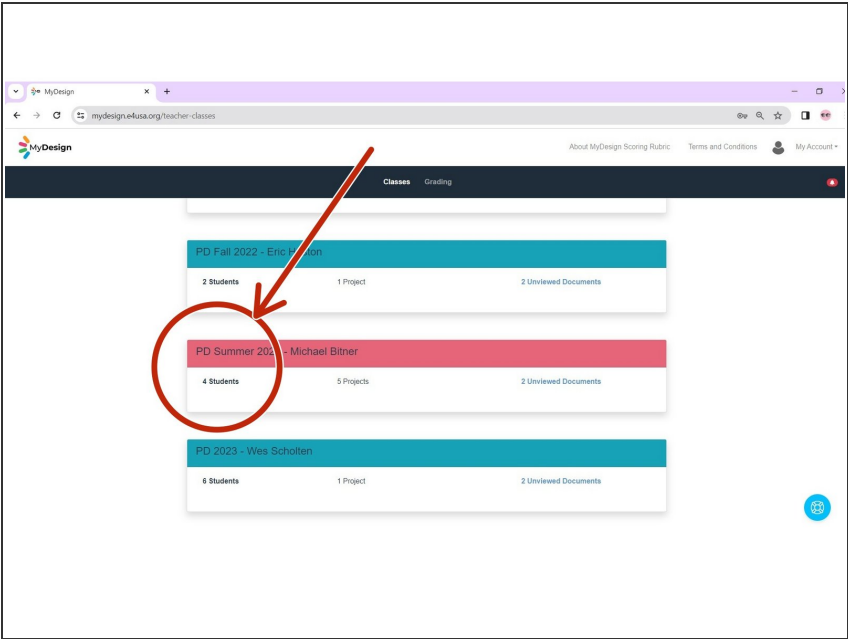 MyDesign
mydesign.e4usa.org/teacher-classes
MyDesign
About MyDesign Scoring Rubric Terms and Conditions My Account
Classes Grading
PD Fall 2022 - Eric
2 Students 1 Project 2 Unviewed Documents
PD Summer - Michael Bitner
4 Students 5 Projects 2 Unviewed Documents
PD 2023 - Wes Scholten
6 Students 1 Project 2 Unviewed Documents